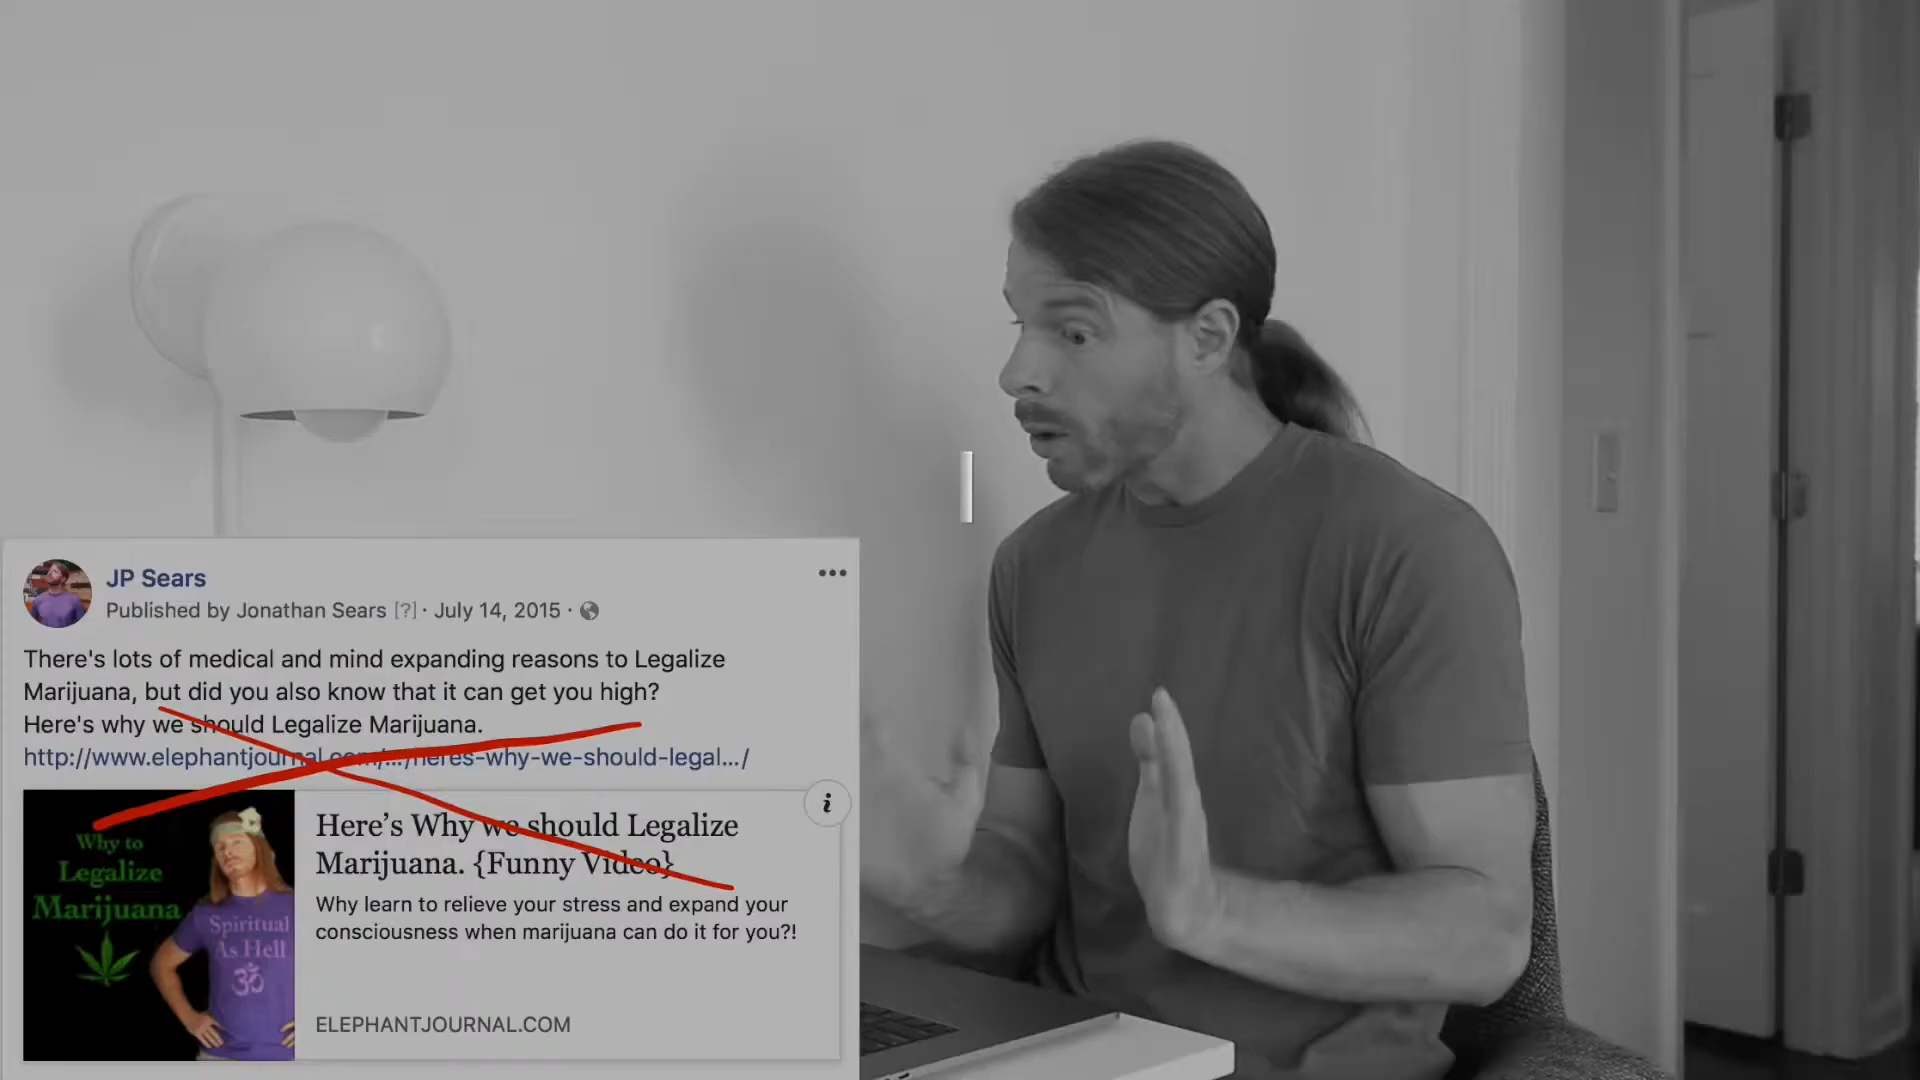 JP Sears
Published by Jonathan Sears [?] · July 14, 2015 ·
There's lots of medical and mind expanding reasons to Legalize
Marijuana, but did you also know that it can get you high?
Here's why we should Legalize Marijuana.
http://www.elephantjournal.com/.../heres-why-we-should-legal.../
Why to
Legalize
Marijuana
Spiritual
As Hell
ॐ
Here's Why we should Legalize
Marijuana. {Funny Video}
Why learn to relieve your stress and expand your
consciousness when marijuana can do it for you?!
ELEPHANTJOURNAL.COM